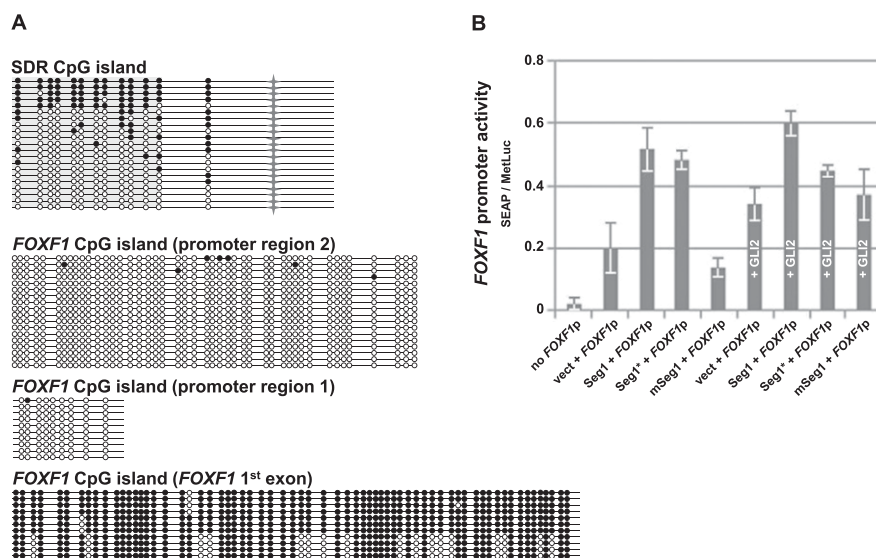 A
SDR CpG island
FOXF1 CpG island (promoter region 2)
FOXF1 CpG island (promoter region 1)
FOXF1 CpG island (FOXF1 1st exon)
B
FOXF1 promoter activity
SEAP / MetLuc
0.8
0.6
0.4
0.2
0
+ GLI2
+ GLI2
+ GLI2
+ GLI2
no FOXF1p
vect + FOXF1p
Seg1 + FOXF1p
Seg1* + FOXF1p
mSeg1 + FOXF1p
vect + FOXF1p
Seg1 + FOXF1p
Seg1* + FOXF1p
mSeg1 + FOXF1p